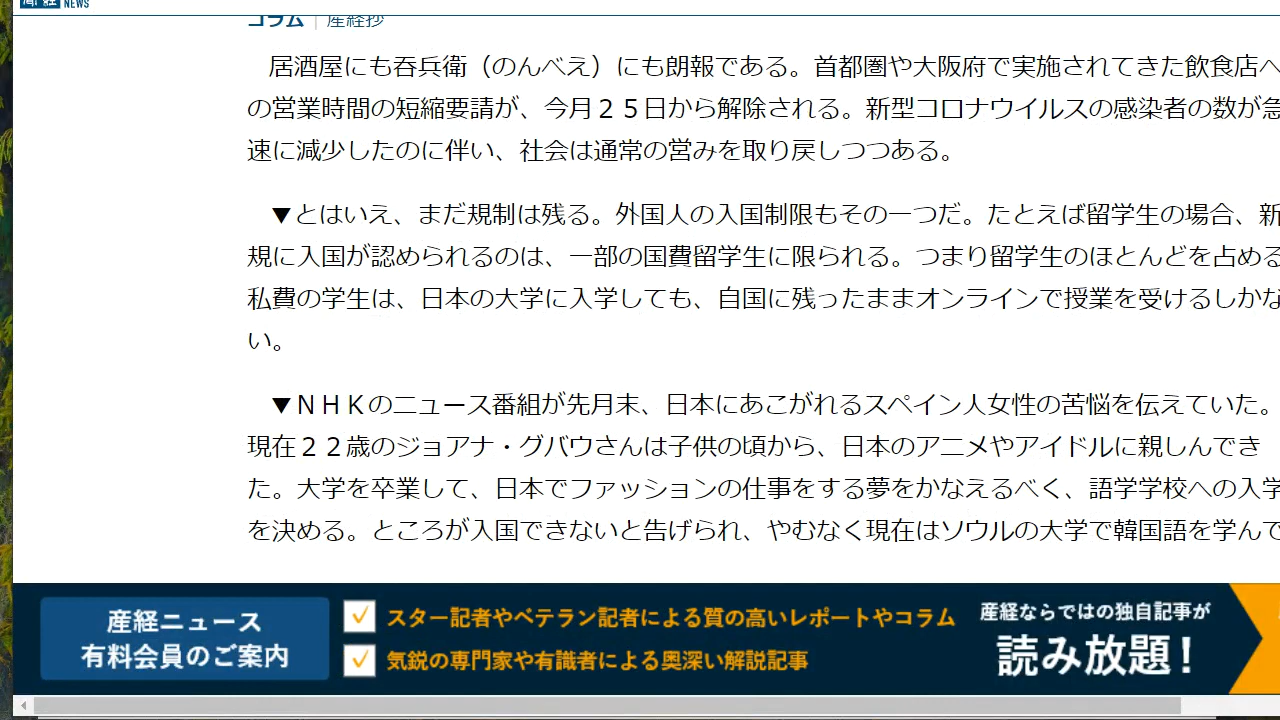 産経 NEWS
コラム | 産経抄
居酒屋にも呑兵衛（のんべえ）にも朗報である。首都圏や大阪府で実施されてきた飲食店へ
の営業時間の短縮要請が、今月２５日から解除される。新型コロナウイルスの感染者の数が急
速に減少したのに伴い、社会は通常の営みを取り戻しつつある。
▼とはいえ、まだ規制は残る。外国人の入国制限もその一つだ。たとえば留学生の場合、新
規に入国が認められるのは、一部の国費留学生に限られる。つまり留学生のほとんどを占める
私費の学生は、日本の大学に入学しても、自国に残ったままオンラインで授業を受けるしかな
い。
▼ＮＨＫのニュース番組が先月末、日本にあこがれるスペイン人女性の苦悩を伝えていた。
現在２２歳のジョアナ・グバウさんは子供の頃から、日本のアニメやアイドルに親しんでき
た。大学を卒業して、日本でファッションの仕事をする夢をかなえるべく、語学学校への入学
を決める。ところが入国できないと告げられ、やむなく現在はソウルの大学で韓国語を学んで
産経ニュース
有料会員のご案内
スター記者やベテラン記者による質の高いレポートやコラム
気鋭の専門家や有識者による奥深い解説記事
産経ならではの独自記事が
読み放題！